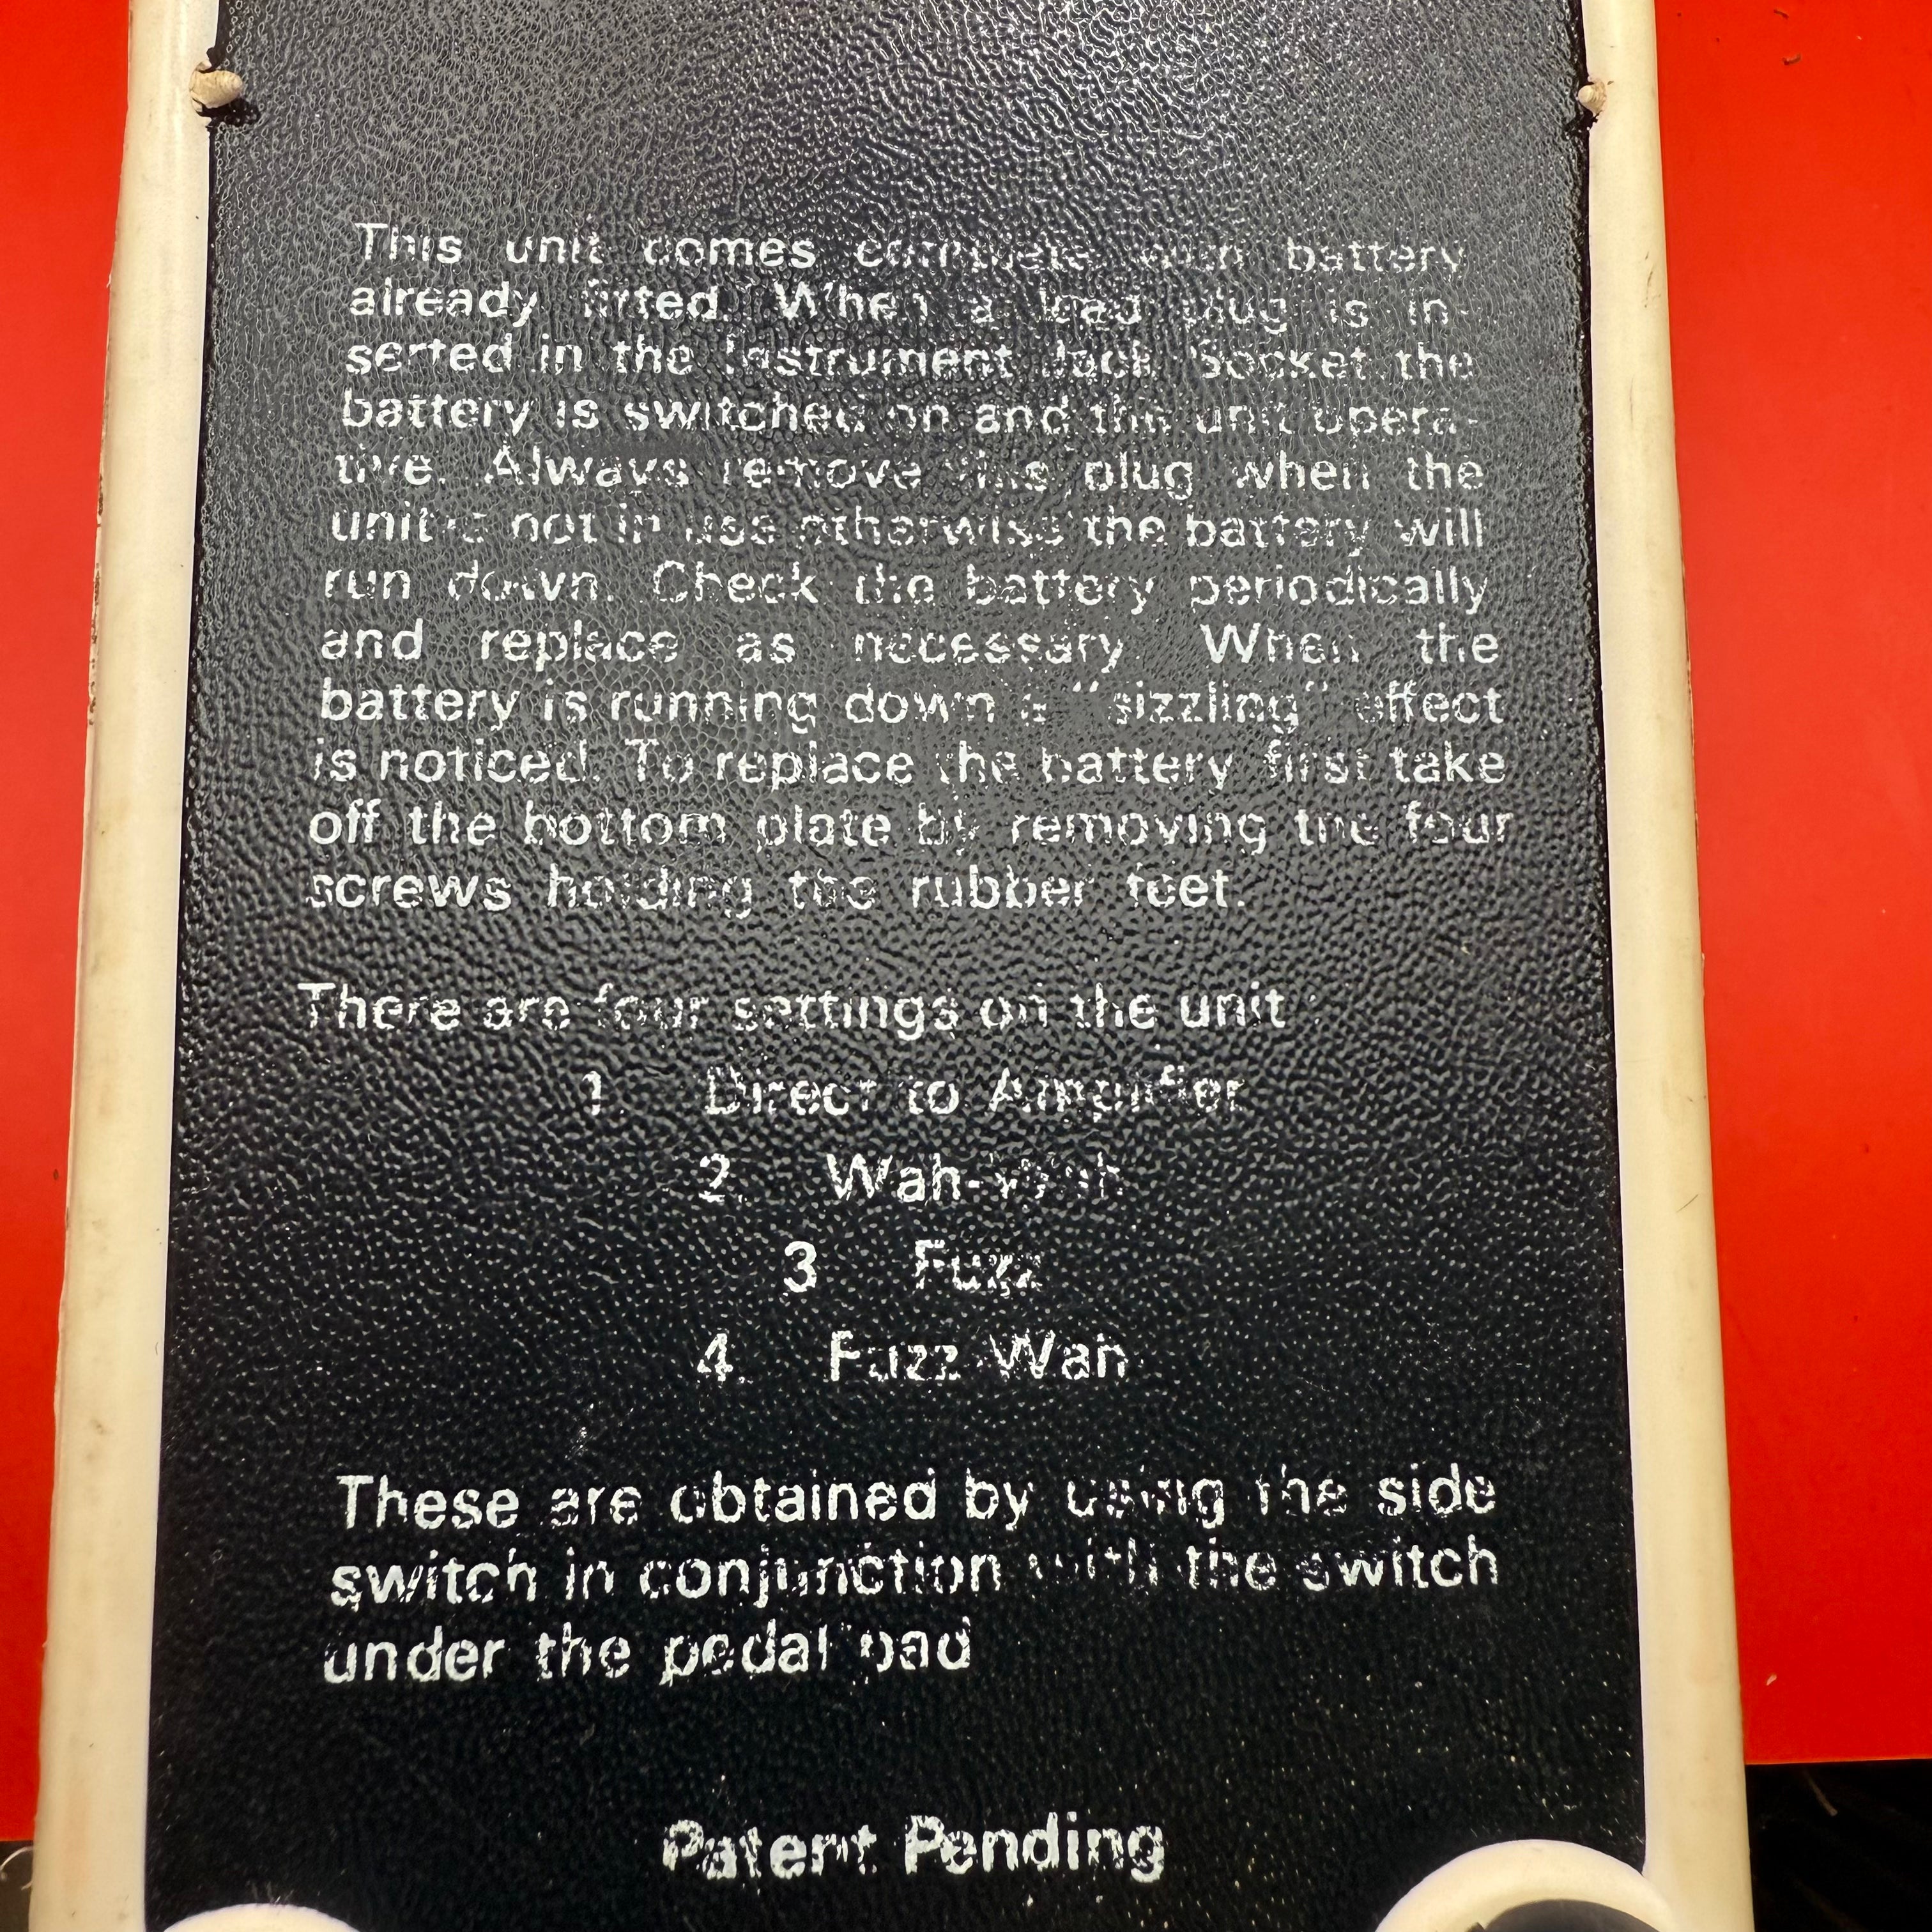 This unit comes complete with battery
already fitted. When a lead plug is in-
serted in the Instrument Jack Socket the
battery is switched on and the unit opera-
tive. Always remove this plug when the
unit is not in use otherwise the battery will
run down. Check the battery periodically
and replace as necessary. When the
battery is running down a "sizzling" effect
is noticed. To replace the battery first take
off the bottom plate by removing the four
screws holding the rubber feet.
There are four settings on the unit :
1. Direct to Amplifier
2. Wah-Wah
3 Fuzz
4. Fuzz Wah
These are obtained by using the side
switch in conjunction with the switch
under the pedal pad
Patent Pending